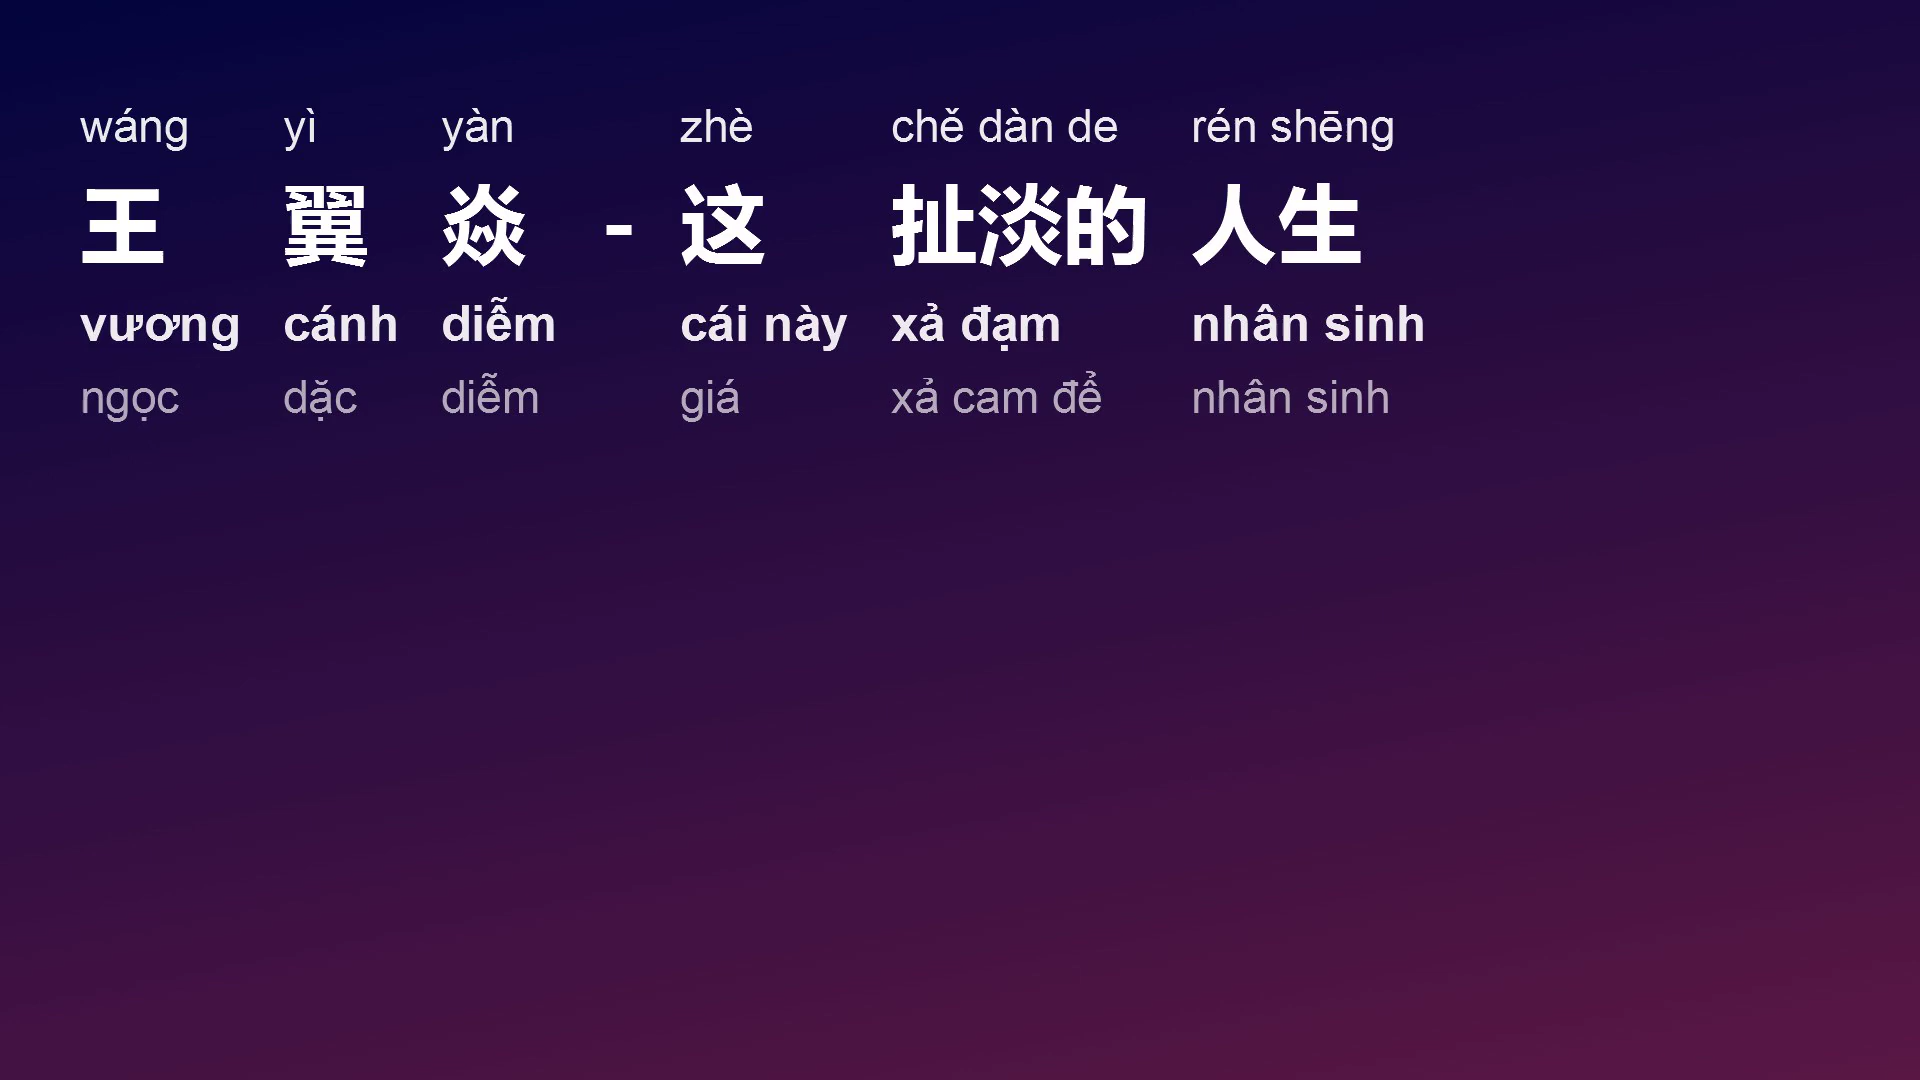 wáng yì yàn zhè chě dàn de rén shēng
王 翼 焱 - 这 扯淡的 人生
vương cánh diễm cái này xả đạm nhân sinh
ngọc dặc diễm giá xả cam để nhân sinh